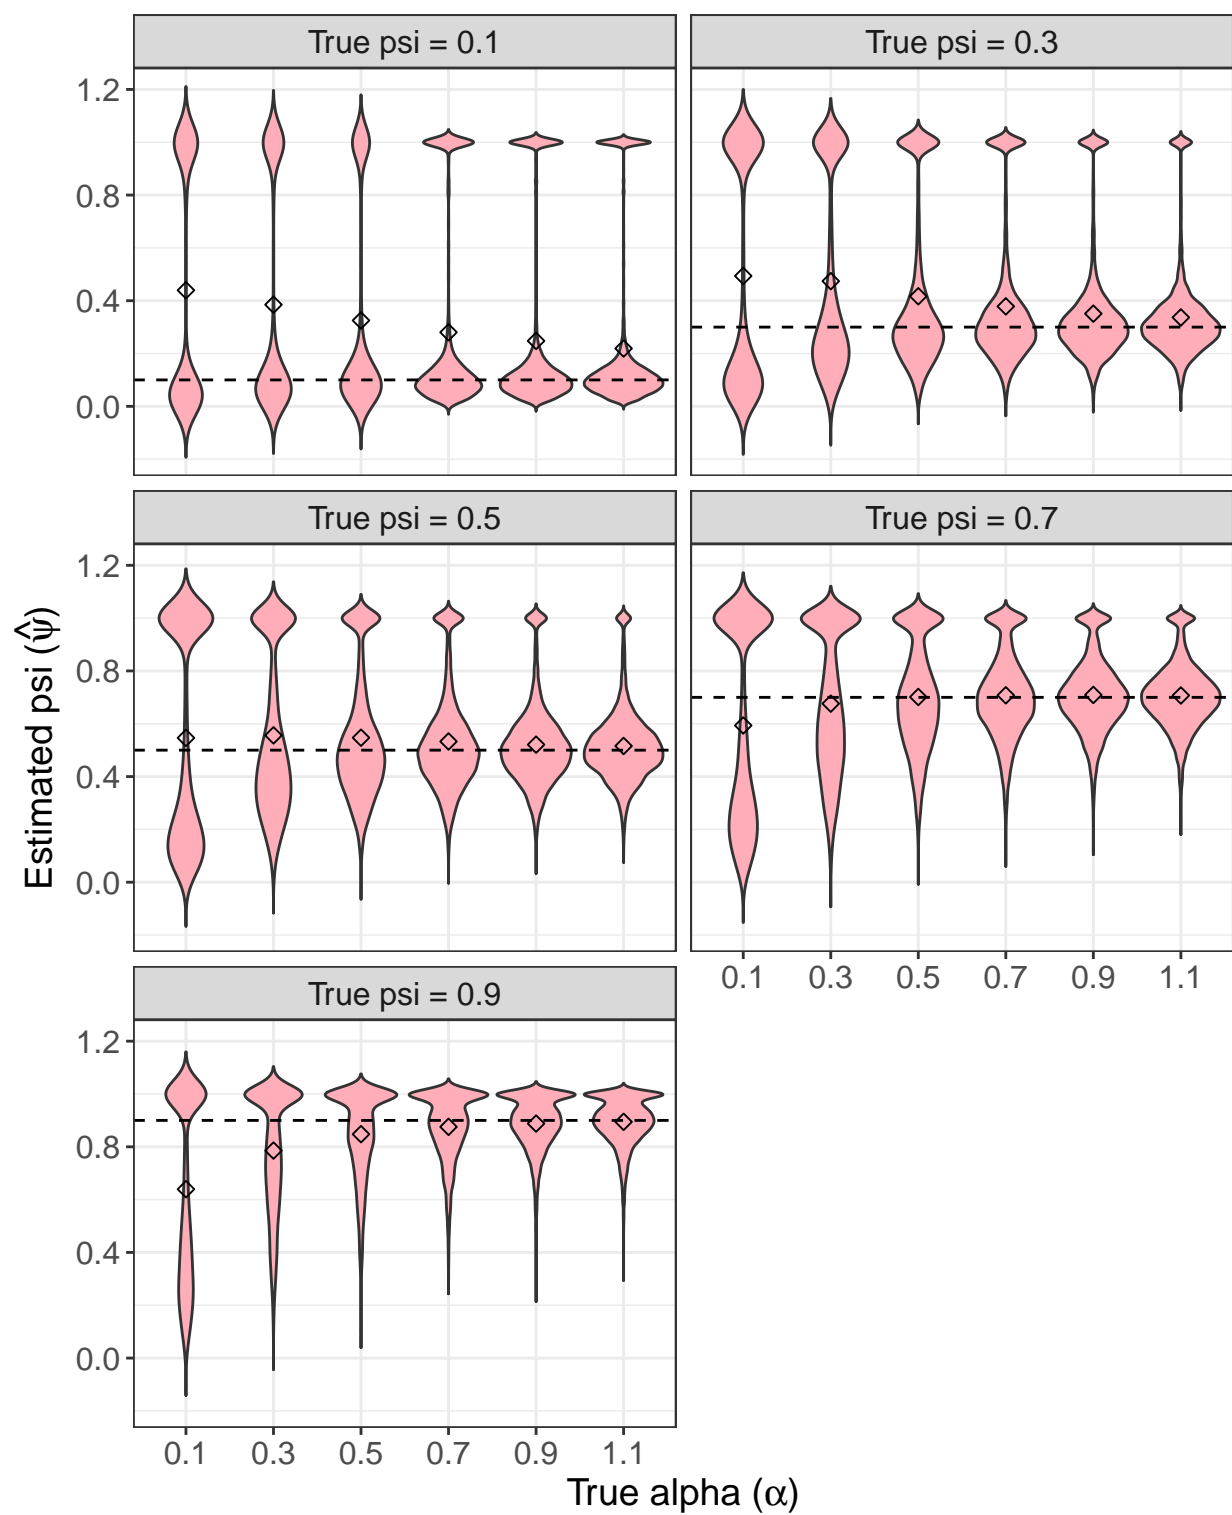 True psi = 0.1
True psi = 0.3
1.2
0.8
0.4
0.0
True psi = 0.5
True psi = 0.7
1.2
0.8
0.4
0.0
0.1 0.3 0.5 0.7 0.9 1.1
True psi = 0.9
1.2
0.8
0.4
0.0
0.1 0.3 0.5 0.7 0.9 1.1
Estimated psi (ψ̂)
True alpha (α)